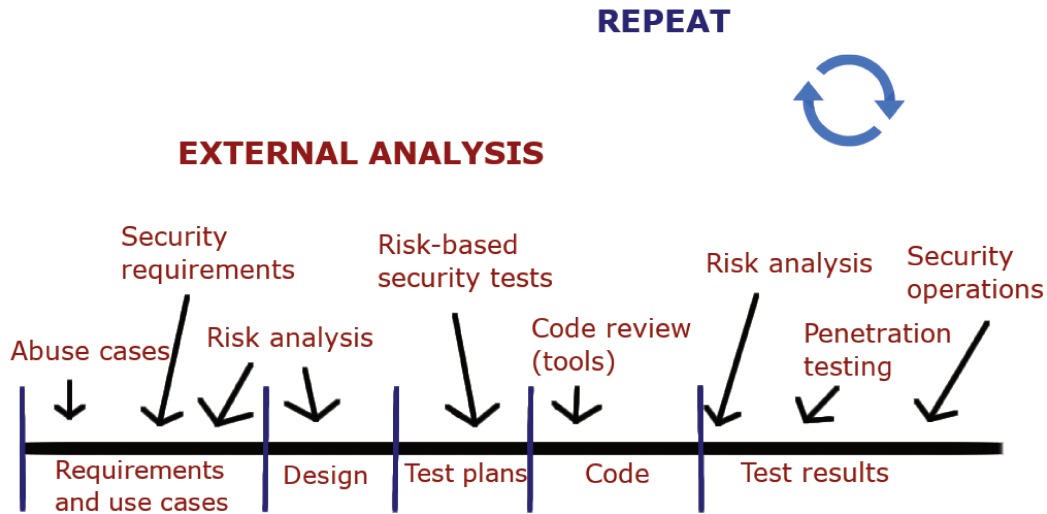 REPEAT
EXTERNAL ANALYSIS
Security
requirements
Risk-based
security tests
Risk analysis
Security
operations
Abuse cases
Risk analysis
Code review
(tools)
Penetration
testing
Requirements
and use cases
Design
Test plans
Code
Test results